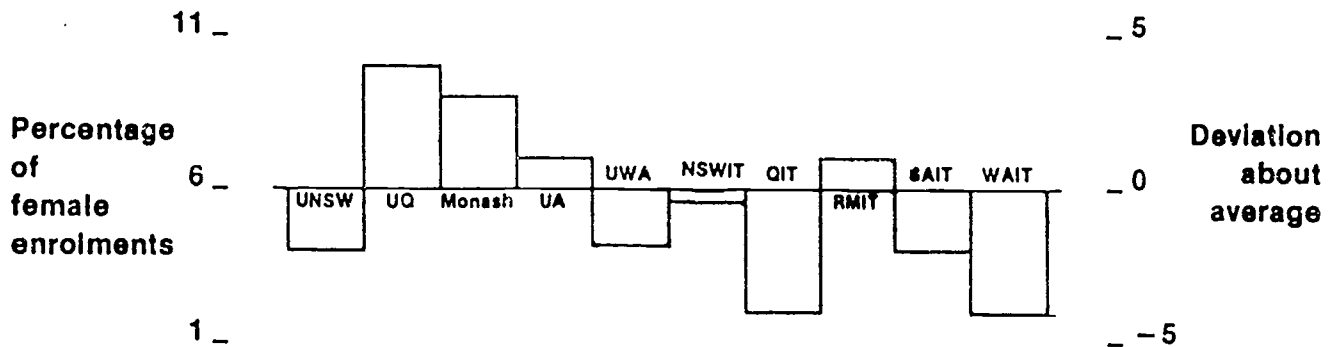 11
5
Percentage
of
female
enrolments
Deviation
about
average
6
0
UWA NSWIT QIT SAIT WAIT
UNSW UQ Monash UA RMIT
1
-5